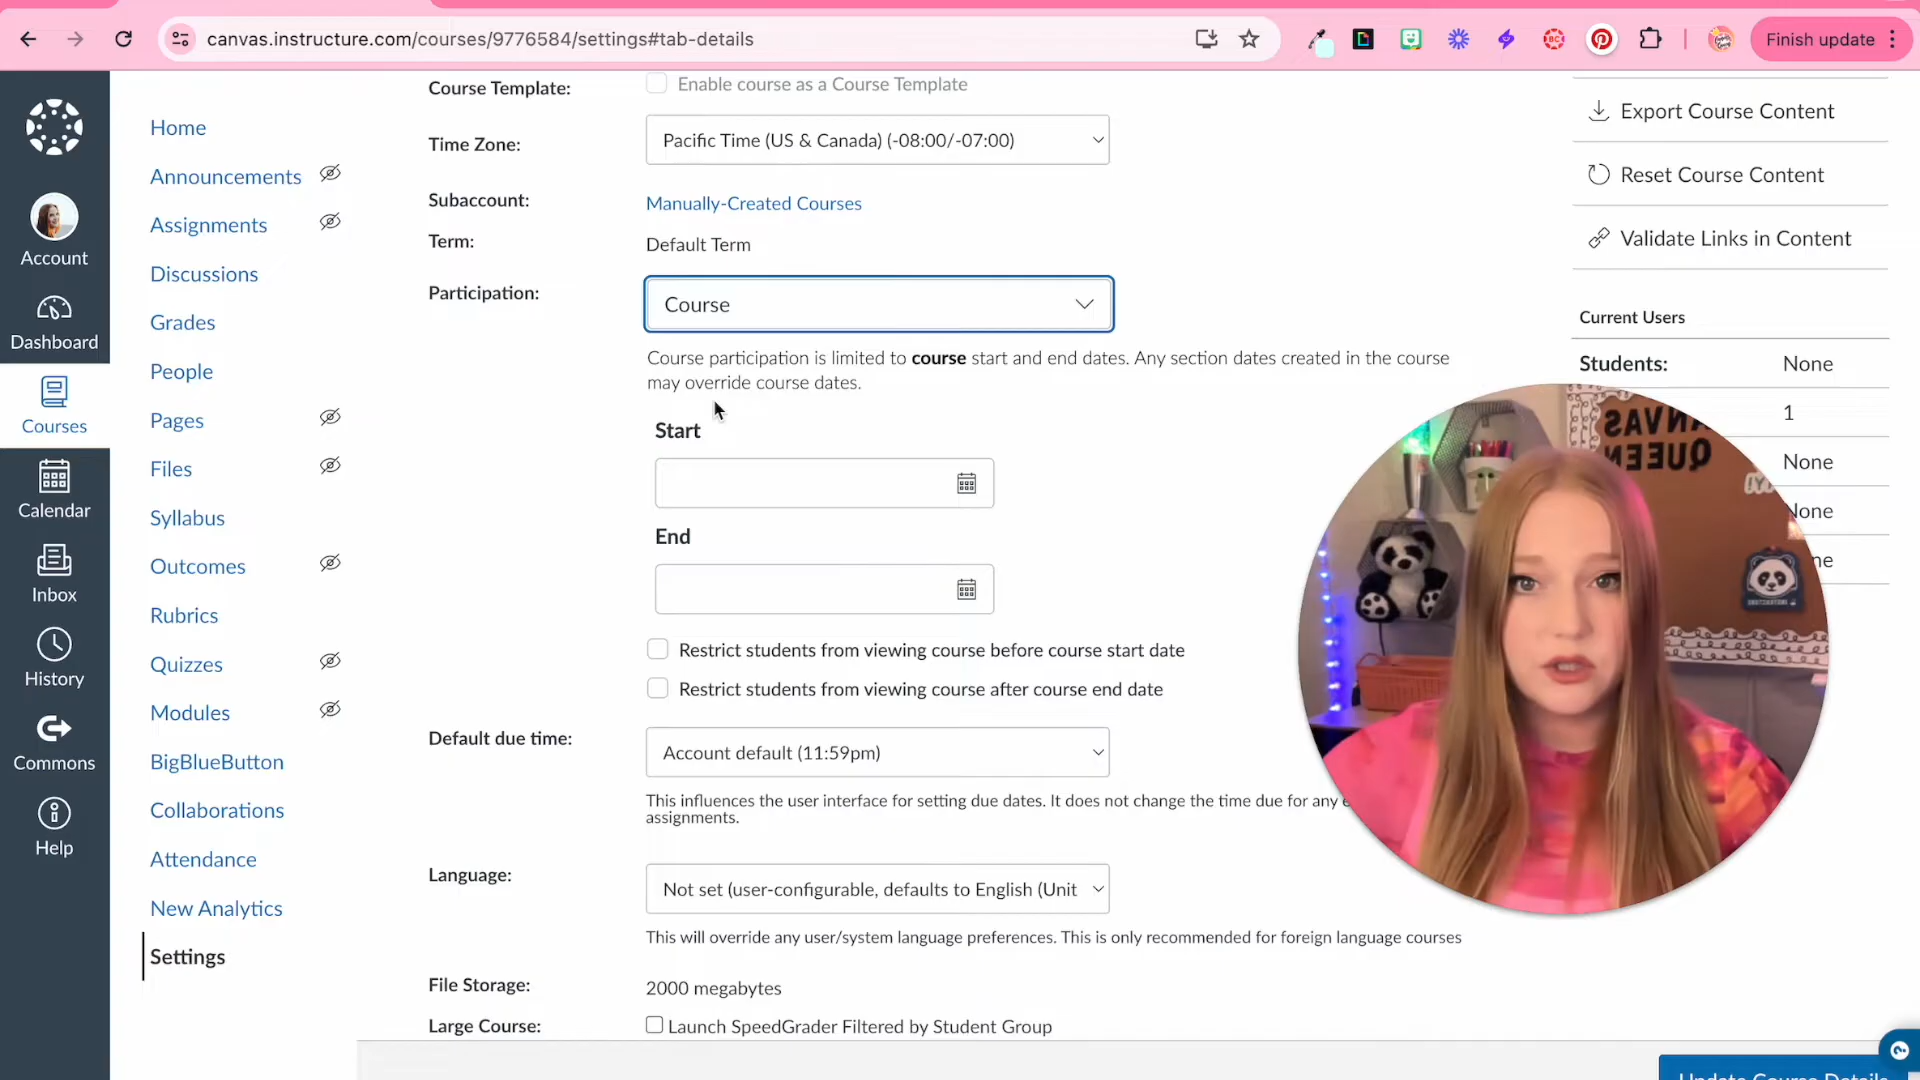 canvas.instructure.com/courses/9776584/settings#tab-details
Finish update
Account
Dashboard
Courses
Calendar
Inbox
History
Commons
Help
Home
Announcements
Assignments
Discussions
Grades
People
Pages
Files
Syllabus
Outcomes
Rubrics
Quizzes
Modules
BigBlueButton
Collaborations
Attendance
New Analytics
Settings
Course Template: Enable course as a Course Template
Time Zone: Pacific Time (US & Canada) (-08:00/-07:00)
Subaccount: Manually-Created Courses
Term: Default Term
Participation: Course
Course participation is limited to course start and end dates. Any section dates created in the course
may override course dates.
Start
End
Restrict students from viewing course before course start date
Restrict students from viewing course after course end date
Default due time: Account default (11:59pm)
This influences the user interface for setting due dates. It does not change the time due for any
assignments.
Language: Not set (user-configurable, defaults to English (Unit
This will override any user/system language preferences. This is only recommended for foreign language courses
File Storage: 2000 megabytes
Large Course: Launch SpeedGrader Filtered by Student Group
Export Course Content
Reset Course Content
Validate Links in Content
Current Users
Students: None
1
None
None
ne
CANVAS
QUEEN
Update Course Details